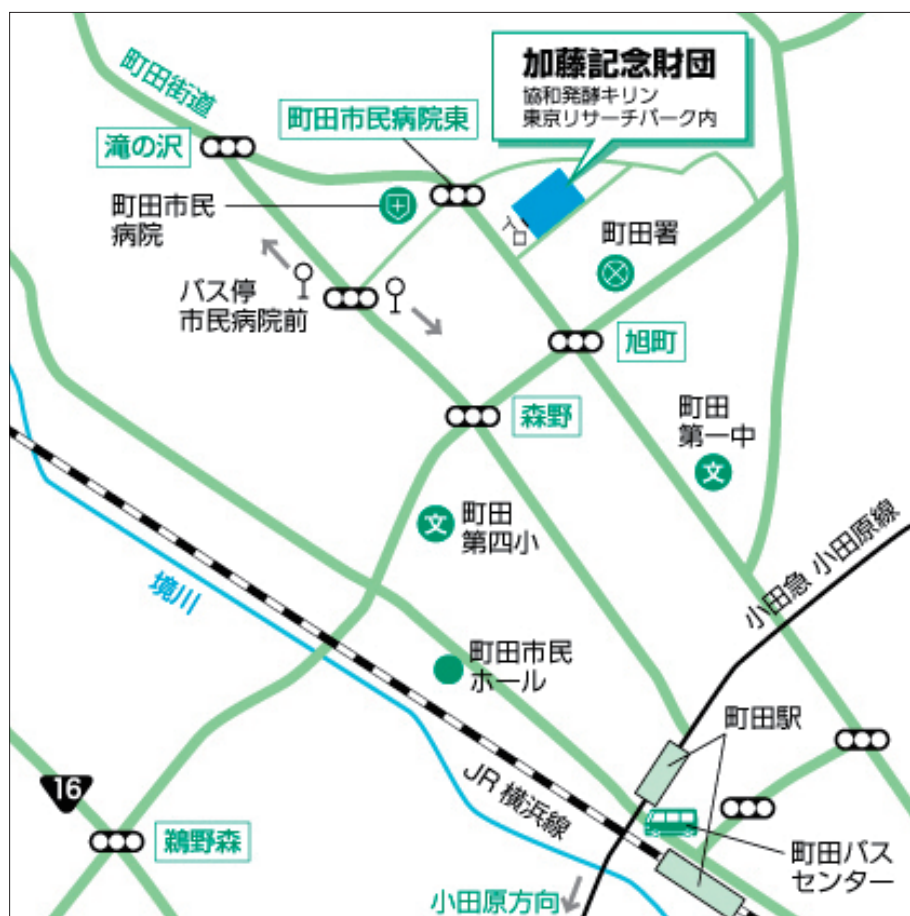 加藤記念財団
協和発酵キリン
東京リサーチパーク内
町田街道
町田市民病院東
滝の沢
町田市民
病院
町田署
バス停
市民病院前
旭町
森野
町田
第一中
文
文
町田
第四小
小田急 小田原線
境川
町田市民
ホール
町田駅
16
JR 横浜線
鵜野森
町田バス
センター
小田原方向